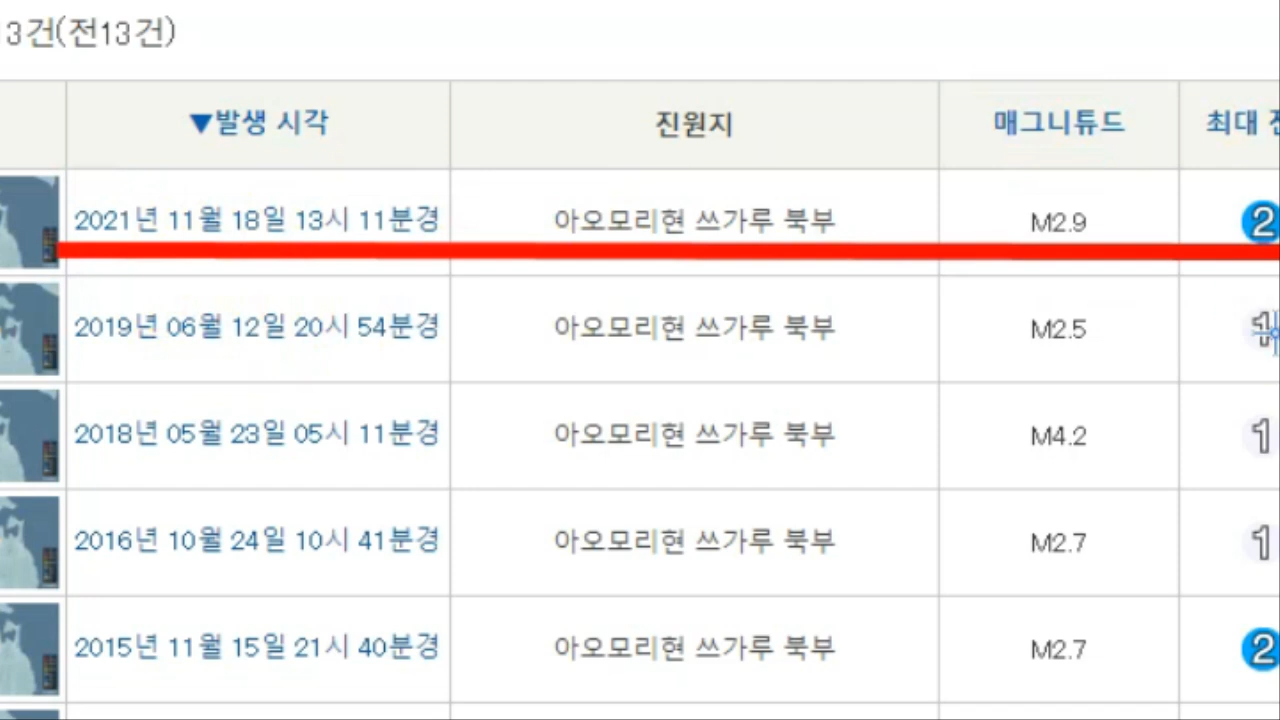 3건(전13건)
▼발생 시각 진원지 매그니튜드 최대
2021년 11월 18일 13시 11분경 아오모리현 쓰가루 북부 M2.9 2
2019년 06월 12일 20시 54분경 아오모리현 쓰가루 북부 M2.5 1
2018년 05월 23일 05시 11분경 아오모리현 쓰가루 북부 M4.2 1
2016년 10월 24일 10시 41분경 아오모리현 쓰가루 북부 M2.7 1
2015년 11월 15일 21시 40분경 아오모리현 쓰가루 북부 M2.7 2